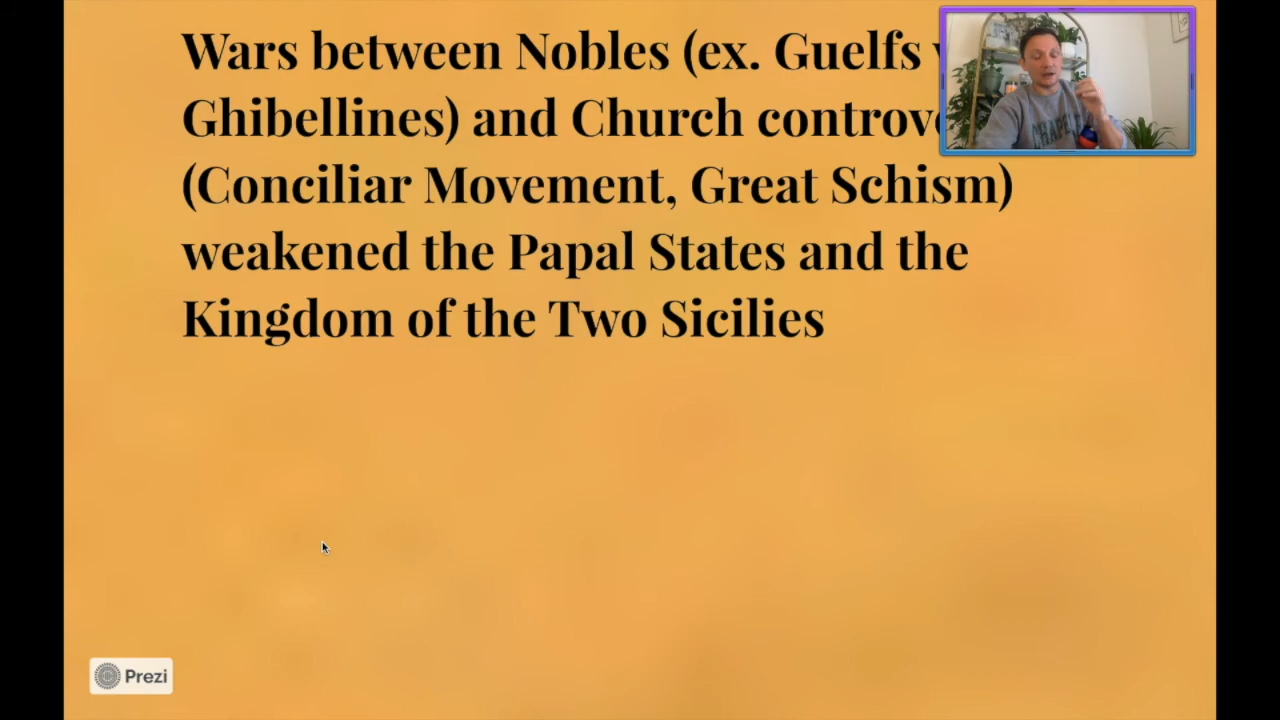 Wars between Nobles (ex. Guelfs
Ghibellines) and Church
(Conciliar Movement, Great Schism)
weakened the Papal States and the
Kingdom of the Two Sicilies
Prezi